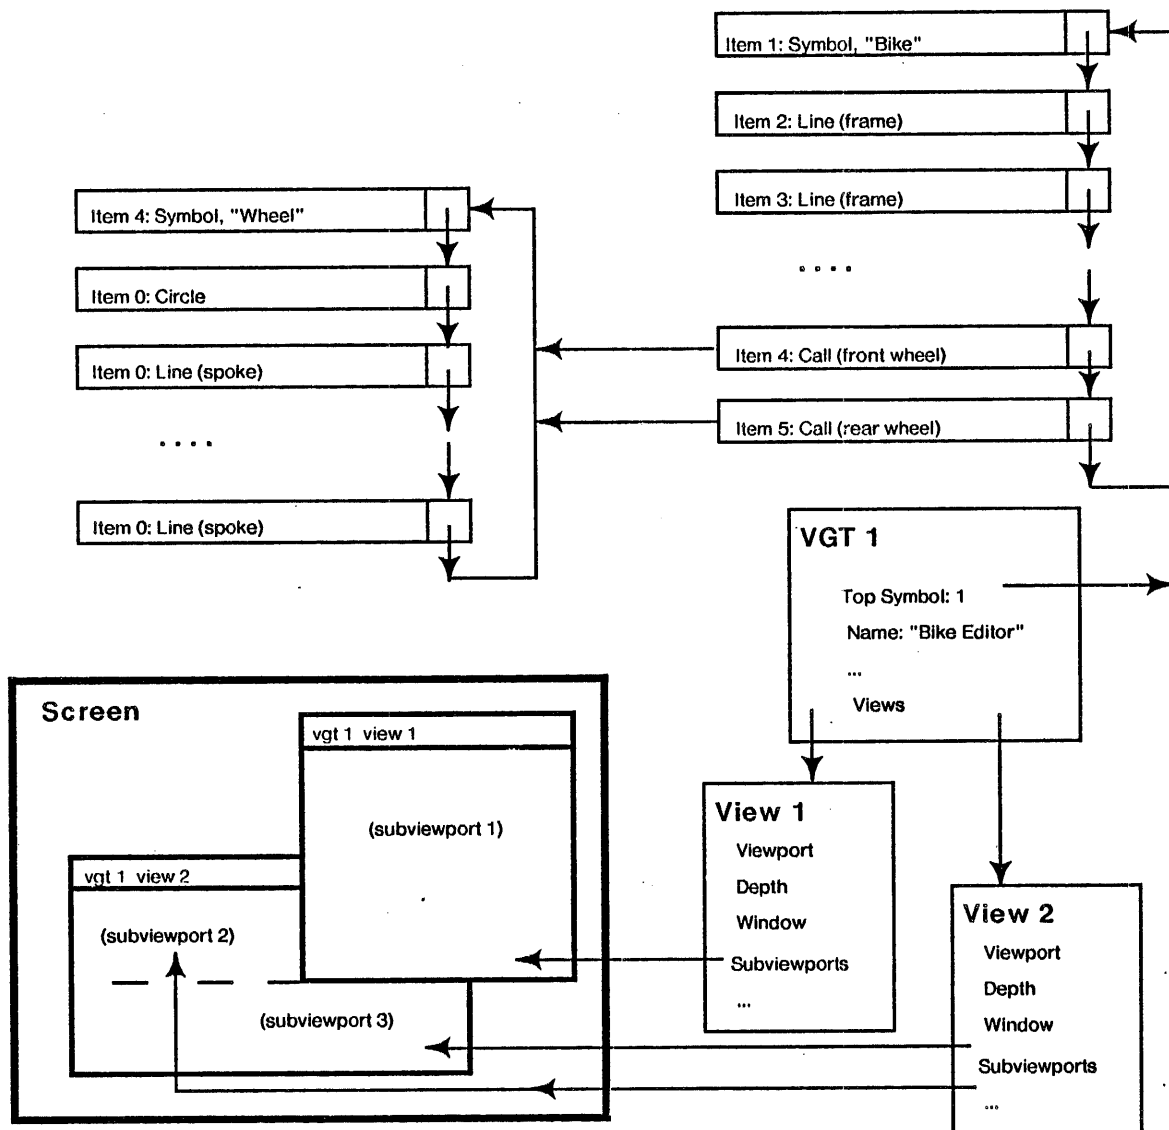 Item 1: Symbol, "Bike"
Item 2: Line (frame)
Item 3: Line (frame)
. . . .
Item 4: Call (front wheel)
Item 5: Call (rear wheel)
Item 4: Symbol, "Wheel"
Item 0: Circle
Item 0: Line (spoke)
. . . .
Item 0: Line (spoke)
VGT 1
Top Symbol: 1
Name: "Bike Editor"
...
Views
Screen
vgt 1 view 1
(subviewport 1)
vgt 1 view 2
(subviewport 2)
(subviewport 3)
View 1
Viewport
Depth
Window
Subviewports
...
View 2
Viewport
Depth
Window
Subviewports
...